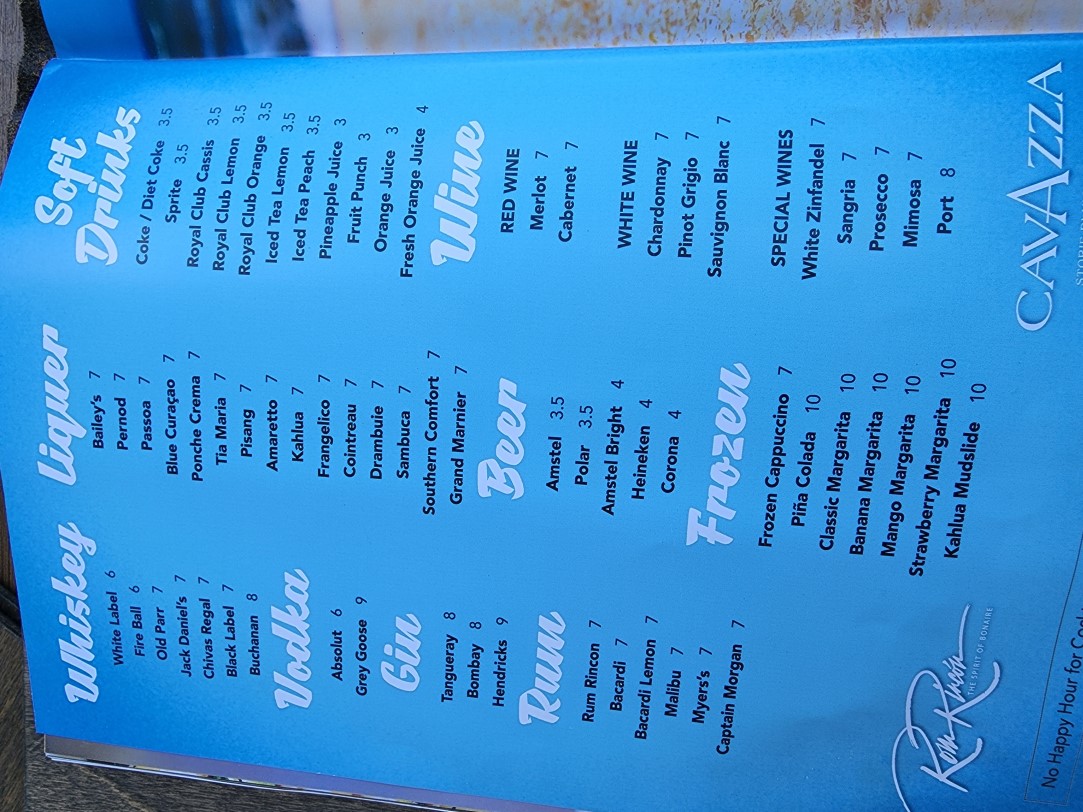 Whiskey
White Label 6
Fire Ball 6
Old Parr 7
Jack Daniel's 7
Chivas Regal 7
Black Label 7
Buchanan 8
Vodka
Absolut 6
Grey Goose 9
Gin
Tangueray 8
Bombay 8
Hendricks 9
Rum
Rum Rincon 7
Bacardi 7
Bacardi Lemon 7
Malibu 7
Myers's 7
Captain Morgan 7
Liquer
Bailey's 7
Pernod 7
Passoa 7
Blue Curaçao 7
Ponche Crema 7
Tia Maria 7
Pisang 7
Amaretto 7
Kahlua 7
Frangelico 7
Cointreau 7
Drambuie 7
Sambuca 7
Southern Comfort 7
Grand Marnier 7
Beer
Amstel 3.5
Polar 3.5
Amstel Bright 4
Heineken 4
Corona 4
Frozen
Frozen Cappuccino 7
Piña Colada 10
Classic Margarita 10
Banana Margarita 10
Mango Margarita 10
Strawberry Margarita 10
Kahlua Mudslide 10
Soft
Drinks
Coke / Diet Coke 3.5
Sprite 3.5
Royal Club Cassis 3.5
Royal Club Lemon 3.5
Royal Club Orange 3.5
Iced Tea Lemon 3.5
Iced Tea Peach 3.5
Pineapple Juice 3
Fruit Punch 3
Orange Juice 3
Fresh Orange Juice 4
Wine
RED WINE
Merlot 7
Cabernet 7
WHITE WINE
Chardonnay 7
Pinot Grigio 7
Sauvignon Blanc 7
SPECIAL WINES
White Zinfandel 7
Sangria 7
Prosecco 7
Mimosa 7
Port 8
Rom Rincón
THE SPIRIT OF BONAIRE
CAVAZZA
No Happy Hour for